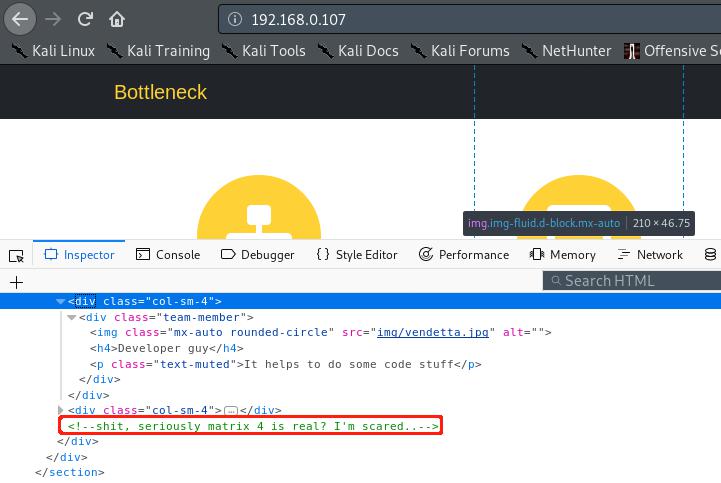 192.168.0.107
Kali Linux Kali Training Kali Tools Kali Docs Kali Forums NetHunter Offensive S
Bottleneck
img.img-fluid.d-block.mx-auto | 210 × 46.75
Inspector Console Debugger {} Style Editor Performance Memory Network
+ Search HTML
<div class="col-sm-4">
<div class="team-member">
<img class="mx-auto rounded-circle" src="img/vendetta.jpg" alt="">
<h4>Developer guy</h4>
<p class="text-muted">It helps to do some code stuff</p>
</div>
</div>
<div class="col-sm-4">…</div>
<!--shit, seriously matrix 4 is real? I'm scared..-->
</div>
</div>
</section>